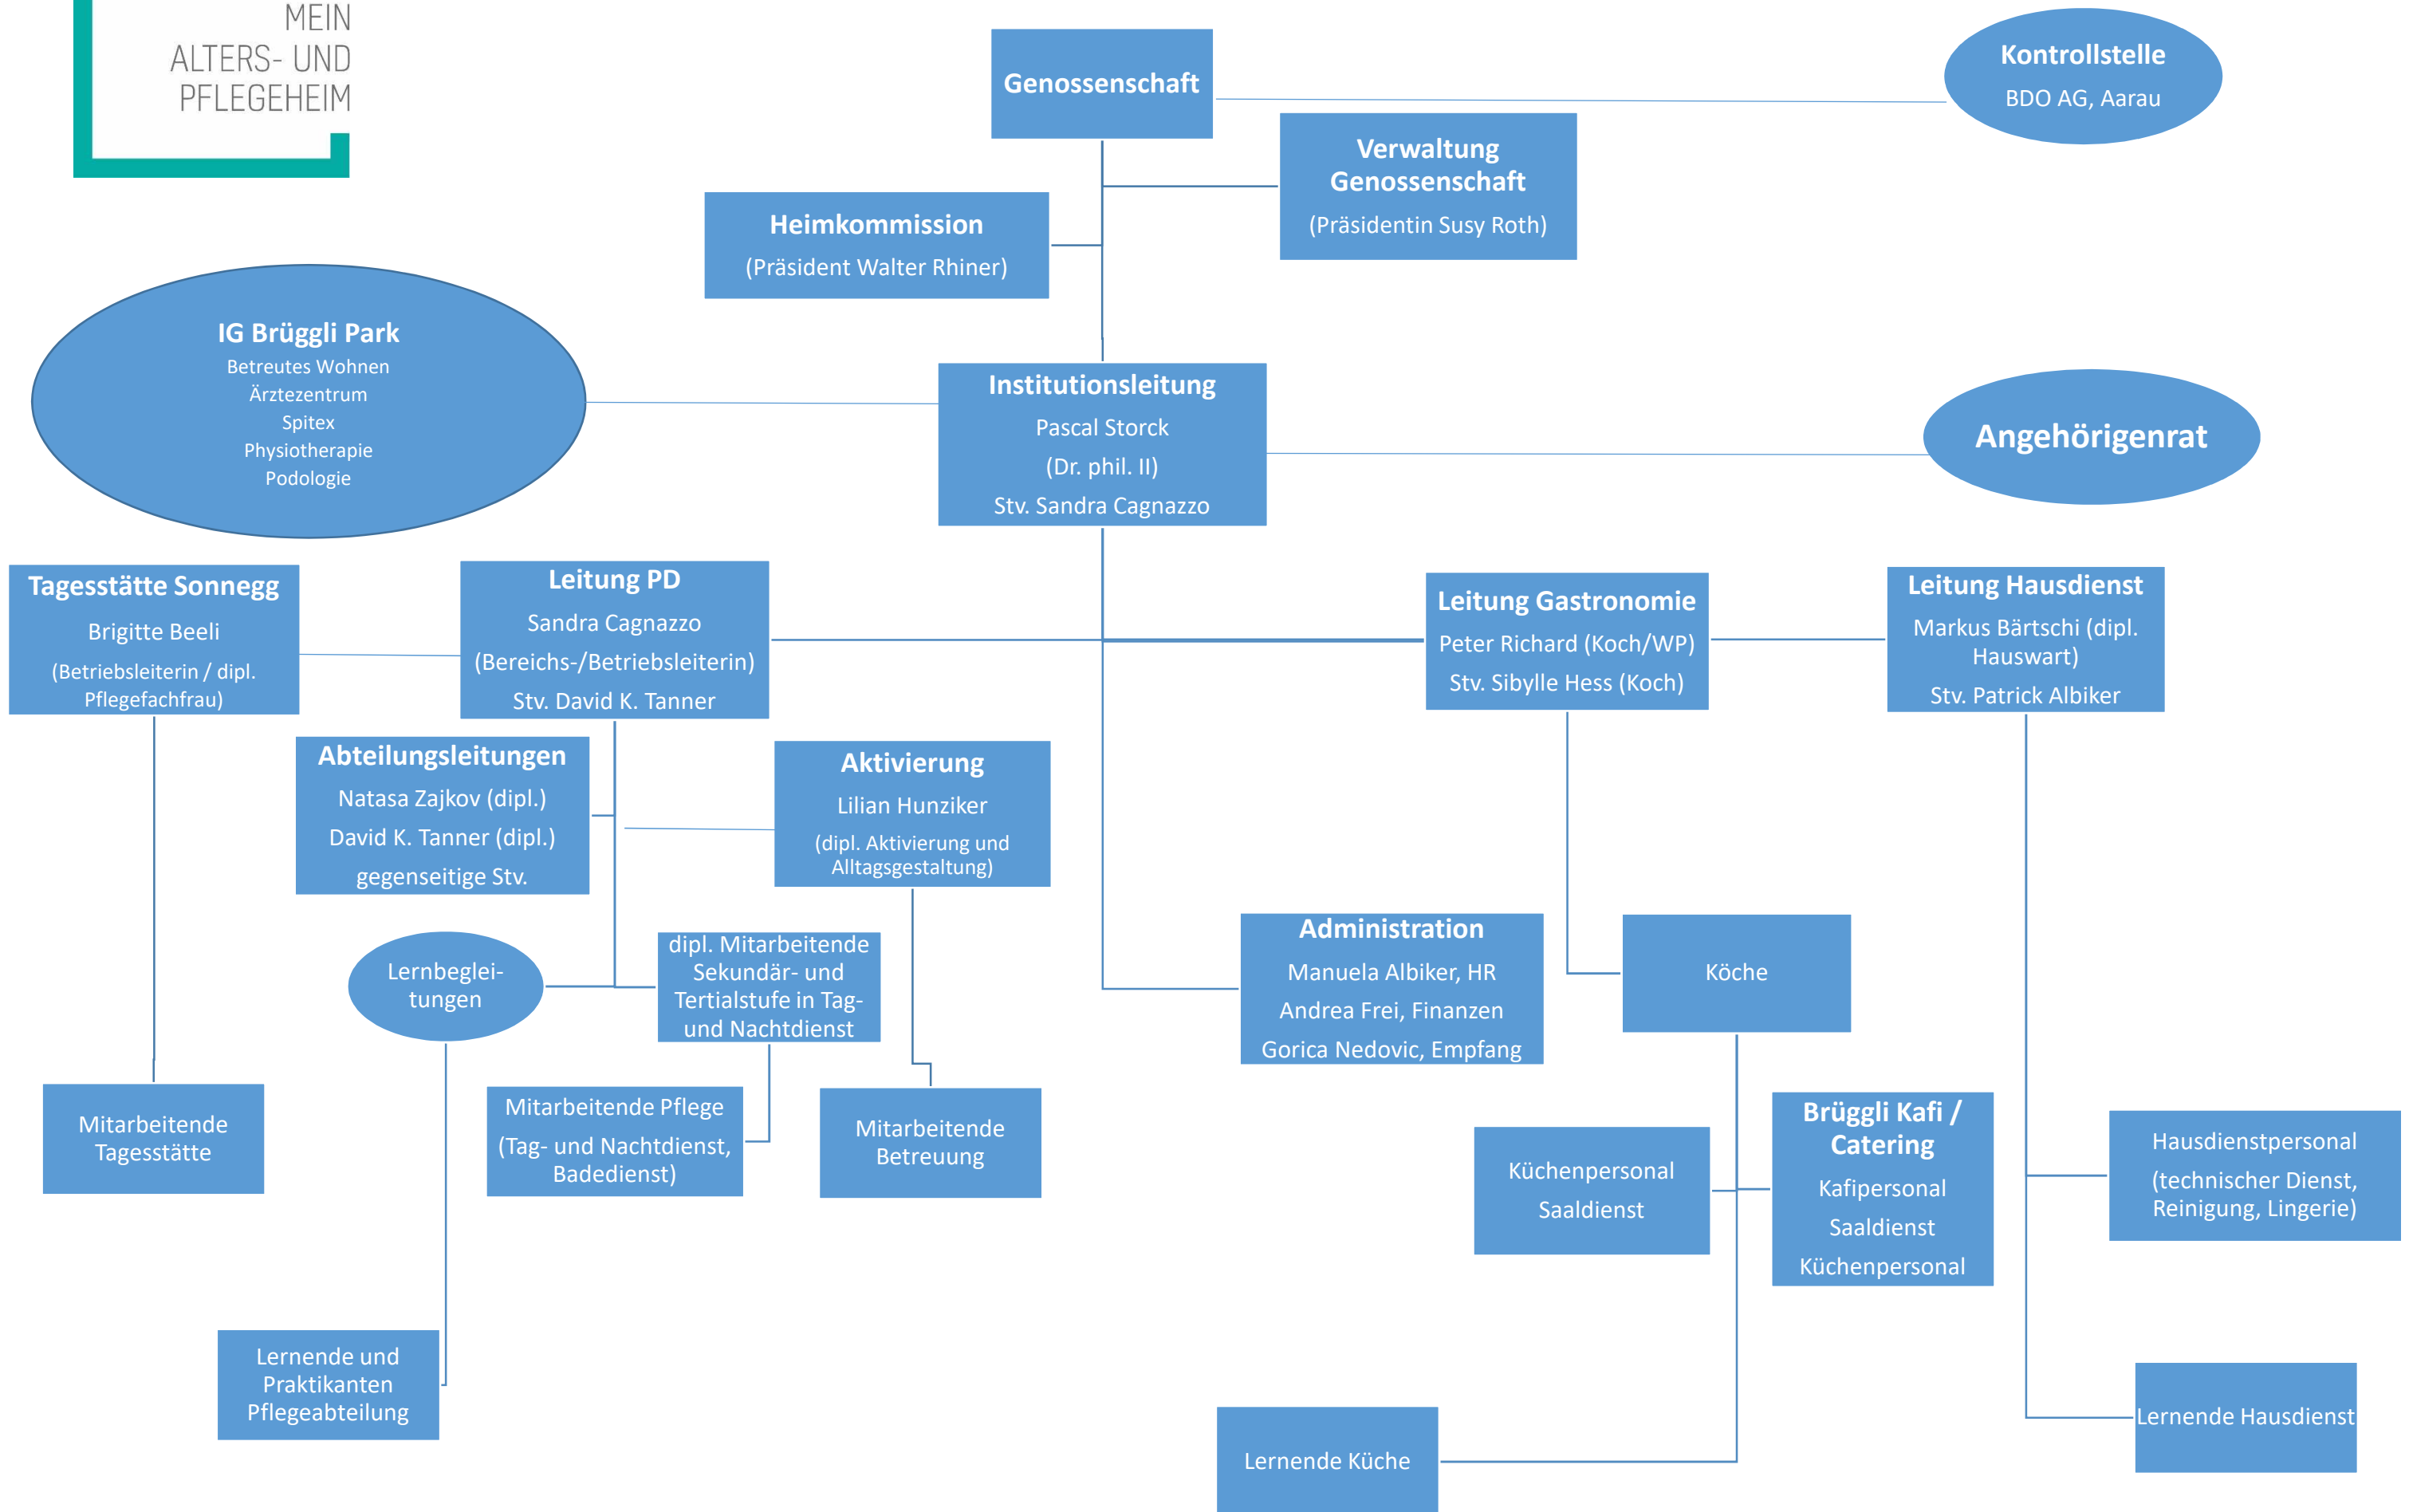 MEIN
ALTERS- UND
PFLEGEHEIM
Genossenschaft
Kontrollstelle
BDO AG, Aarau
Verwaltung
Genossenschaft
(Präsidentin Susy Roth)
Heimkommission
(Präsident Walter Rhiner)
IG Brüggli Park
Betreutes Wohnen
Ärztezentrum
Spitex
Physiotherapie
Podologie
Institutionsleitung
Pascal Storck
(Dr. phil. II)
Stv. Sandra Cagnazzo
Angehörigenrat
Tagesstätte Sonnegg
Brigitte Beeli
(Betriebsleiterin / dipl.
Pflegefachfrau)
Leitung PD
Sandra Cagnazzo
(Bereichs-/Betriebsleiterin)
Stv. David K. Tanner
Leitung Gastronomie
Peter Richard (Koch/WP)
Stv. Sibylle Hess (Koch)
Leitung Hausdienst
Markus Bärtschi (dipl.
Hauswart)
Stv. Patrick Albiker
Abteilungsleitungen
Natasa Zajkov (dipl.)
David K. Tanner (dipl.)
gegenseitige Stv.
Aktivierung
Lilian Hunziker
(dipl. Aktivierung und
Alltagsgestaltung)
Lernbeglei-
tungen
dipl. Mitarbeitende
Sekundär- und
Tertialstufe in Tag-
und Nachtdienst
Administration
Manuela Albiker, HR
Andrea Frei, Finanzen
Gorica Nedovic, Empfang
Köche
Mitarbeitende
Tagesstätte
Mitarbeitende Pflege
(Tag- und Nachtdienst,
Badedienst)
Mitarbeitende
Betreuung
Küchenpersonal
Saaldienst
Brüggli Kafi /
Catering
Kafipersonal
Saaldienst
Küchenpersonal
Hausdienstpersonal
(technischer Dienst,
Reinigung, Lingerie)
Lernende und
Praktikanten
Pflegeabteilung
Lernende Küche
Lernende Hausdienst